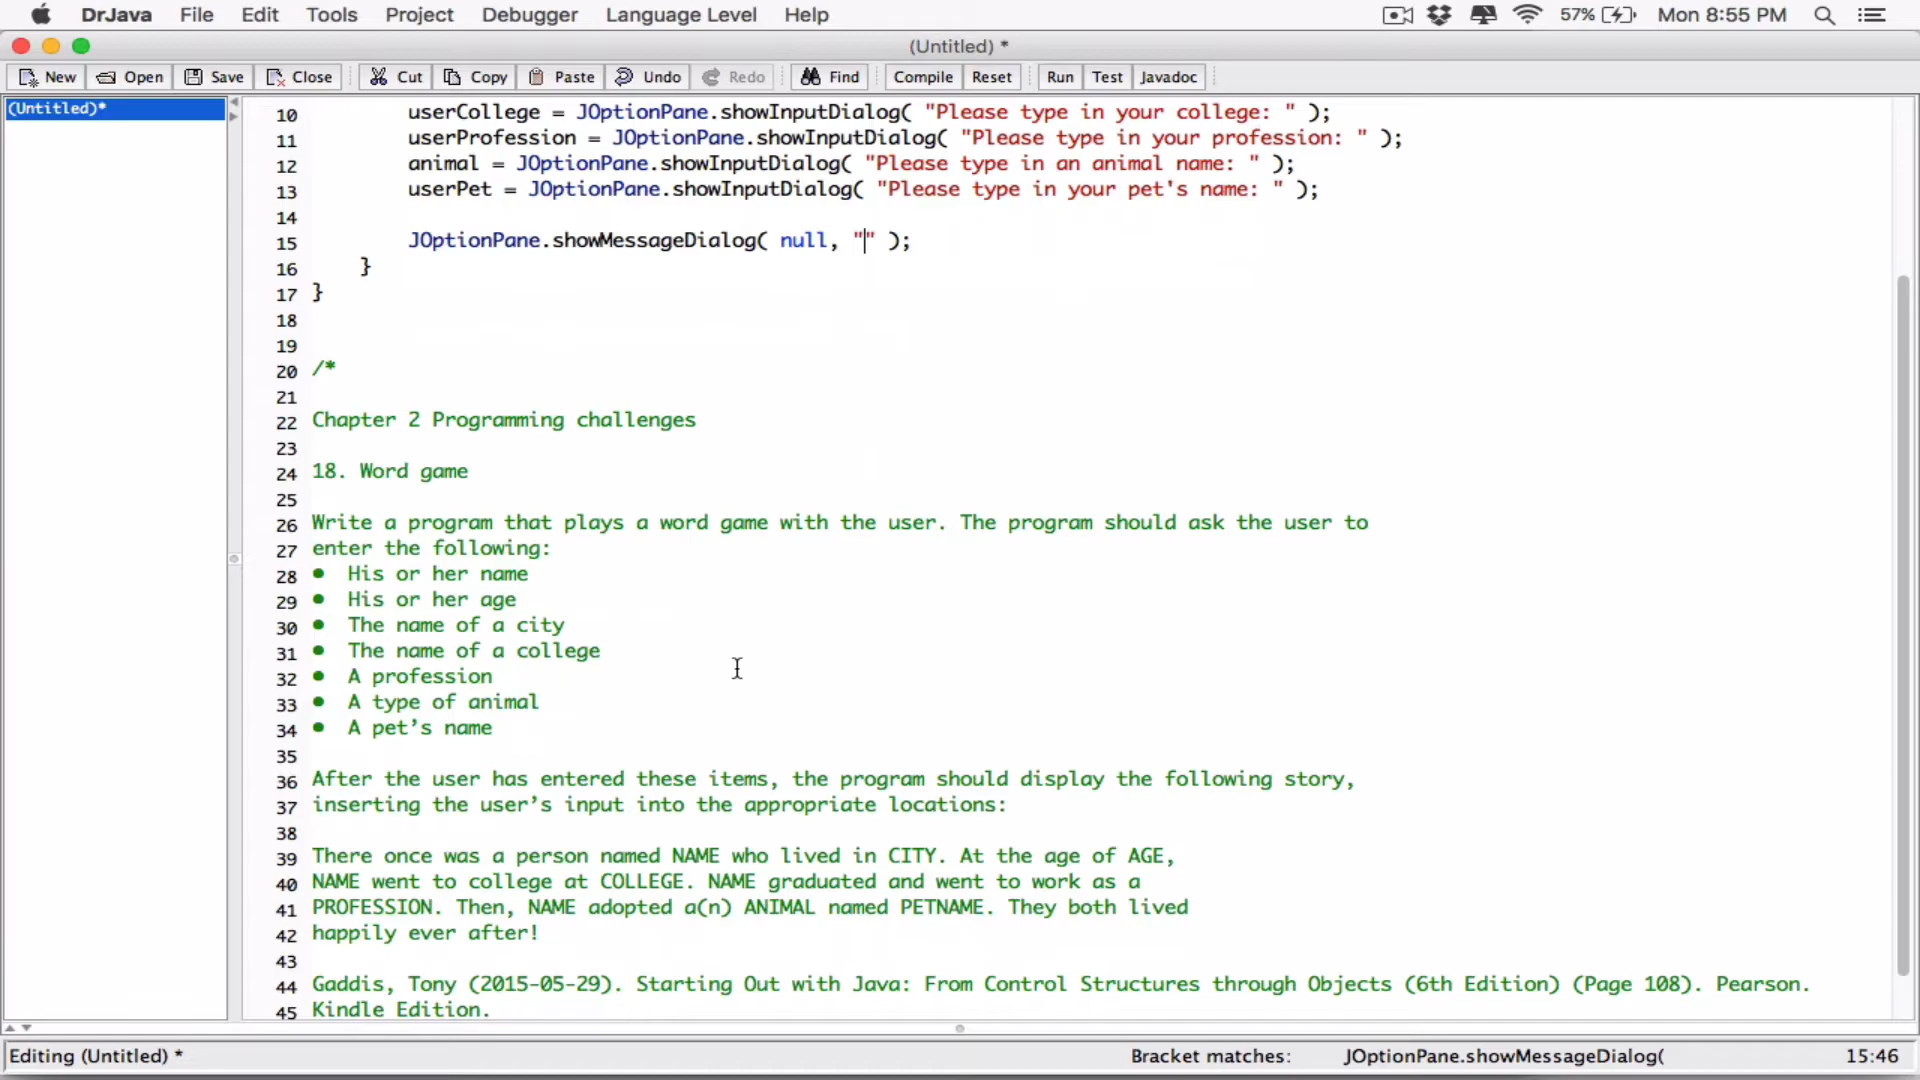 DrJava File Edit Tools Project Debugger Language Level Help 57% Mon 8:55 PM
(Untitled) *
New Open Save Close Cut Copy Paste Undo Redo Find Compile Reset Run Test Javadoc
(Untitled)*
10 userCollege = JOptionPane.showInputDialog( "Please type in your college: " );
11 userProfession = JOptionPane.showInputDialog( "Please type in your profession: " );
12 animal = JOptionPane.showInputDialog( "Please type in an animal name: " );
13 userPet = JOptionPane.showInputDialog( "Please type in your pet's name: " );
14
15 JOptionPane.showMessageDialog( null, "" );
16 }
17 }
18
19
20 /*
21
22 Chapter 2 Programming challenges
23
24 18. Word game
25
26 Write a program that plays a word game with the user. The program should ask the user to
27 enter the following:
28 • His or her name
29 • His or her age
30 • The name of a city
31 • The name of a college
32 • A profession
33 • A type of animal
34 • A pet’s name
35
36 After the user has entered these items, the program should display the following story,
37 inserting the user’s input into the appropriate locations:
38
39 There once was a person named NAME who lived in CITY. At the age of AGE,
40 NAME went to college at COLLEGE. NAME graduated and went to work as a
41 PROFESSION. Then, NAME adopted a(n) ANIMAL named PETNAME. They both lived
42 happily ever after!
43
44 Gaddis, Tony (2015-05-29). Starting Out with Java: From Control Structures through Objects (6th Edition) (Page 108). Pearson.
45 Kindle Edition.
Editing (Untitled) * Bracket matches: JOptionPane.showMessageDialog( 15:46